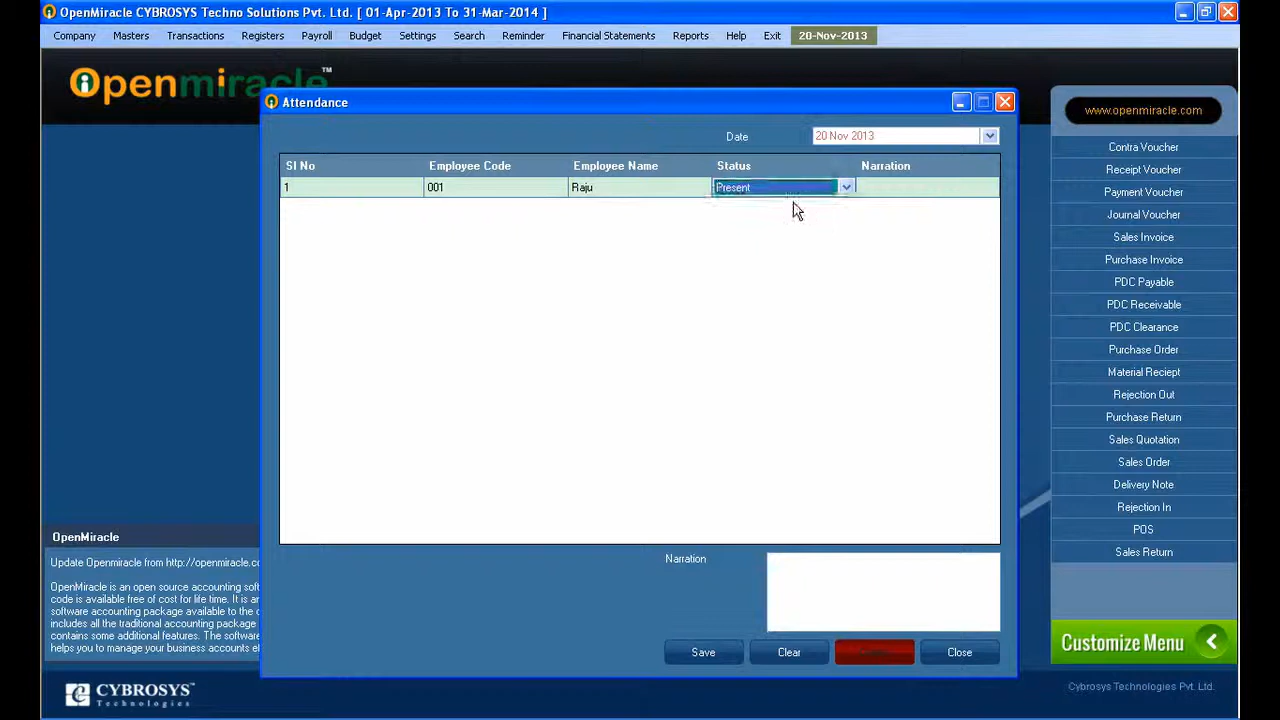 OpenMiracle CYBROSYS Techno Solutions Pvt. Ltd. [ 01-Apr-2013 To 31-Mar-2014 ]
Company Masters Transactions Registers Payroll Budget Settings Search Reminder Financial Statements Reports Help Exit 20-Nov-2013
Openmiracle™
Attendance
Date 20 Nov 2013
Sl No Employee Code Employee Name Status Narration
1 001 Raju Present
Narration
Save Clear Close
www.openmiracle.com
Contra Voucher
Receipt Voucher
Payment Voucher
Journal Voucher
Sales Invoice
Purchase Invoice
PDC Payable
PDC Receivable
PDC Clearance
Purchase Order
Material Reciept
Rejection Out
Purchase Return
Sales Quotation
Sales Order
Delivery Note
Rejection In
POS
Sales Return
Customize Menu
OpenMiracle
Update Openmiracle from http://openmiracle.co
OpenMiracle is an open source accounting soft
code is available free of cost for life time. It is an
software accounting package available to the
includes all the traditional accounting package
contains some additional features. The software
helps you to manage your business accounts
CYBROSYS™
Technologies
Cybrosys Technologies Pvt. Ltd.